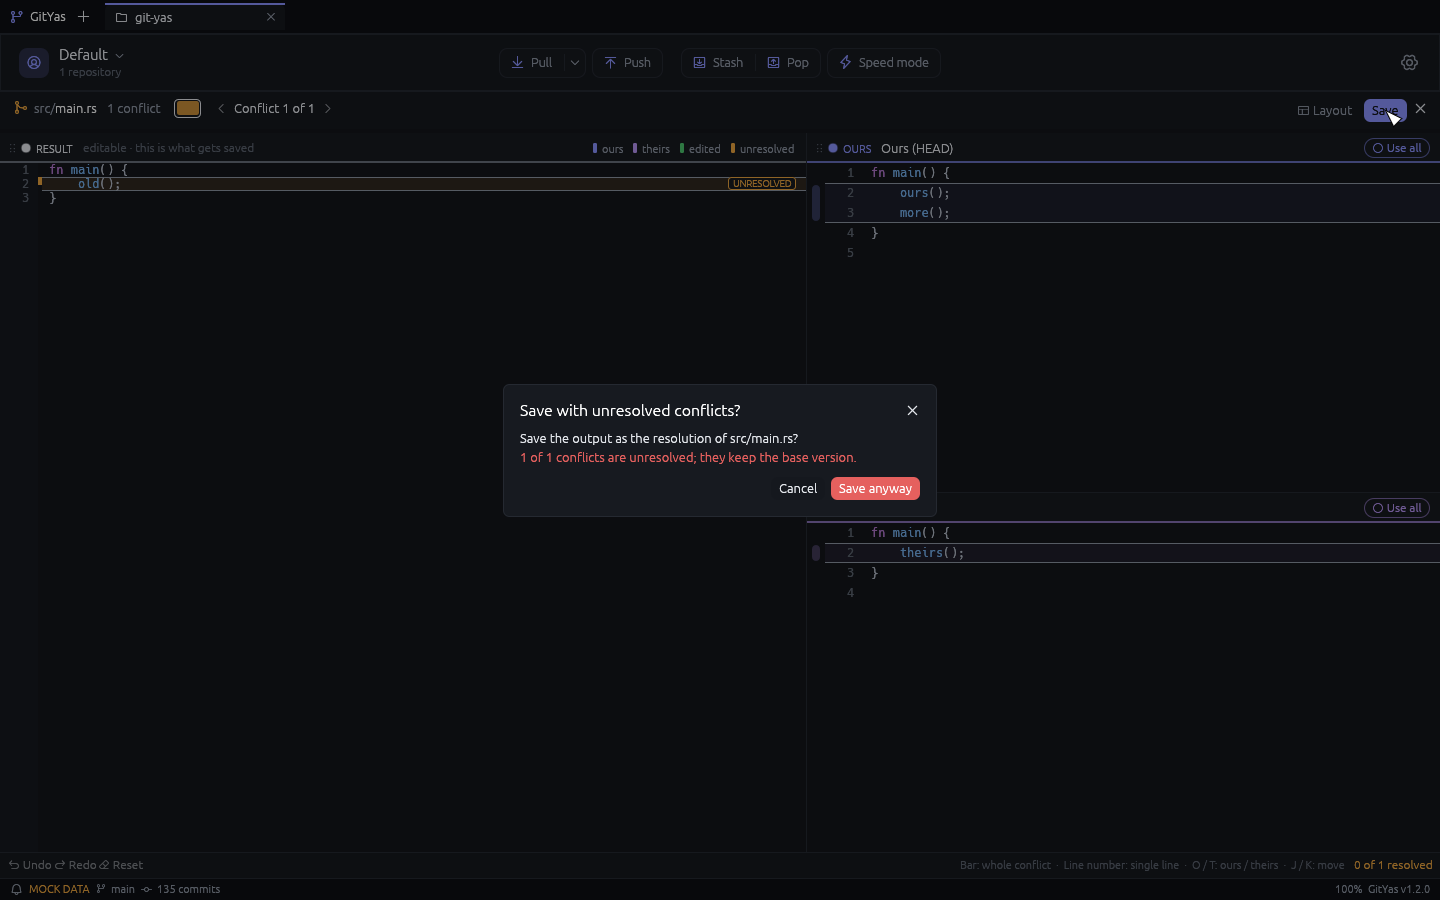 GitYas
git-yas
Default
1 repository
Pull
Push
Stash
Pop
Speed mode
src/main.rs 1 conflict
Conflict 1 of 1
Layout
Save
RESULT editable · this is what gets saved
ours theirs edited unresolved
1 fn main() {
2 old();
UNRESOLVED
3 }
OURS Ours (HEAD)
Use all
1 fn main() {
2 ours();
3 more();
4 }
5
Save with unresolved conflicts?
Save the output as the resolution of src/main.rs?
1 of 1 conflicts are unresolved; they keep the base version.
Cancel
Save anyway
Use all
1 fn main() {
2 theirs();
3 }
4
Undo Redo Reset
Bar: whole conflict · Line number: single line · O / T: ours / theirs · J / K: move 0 of 1 resolved
MOCK DATA main 135 commits
100% GitYas v1.2.0